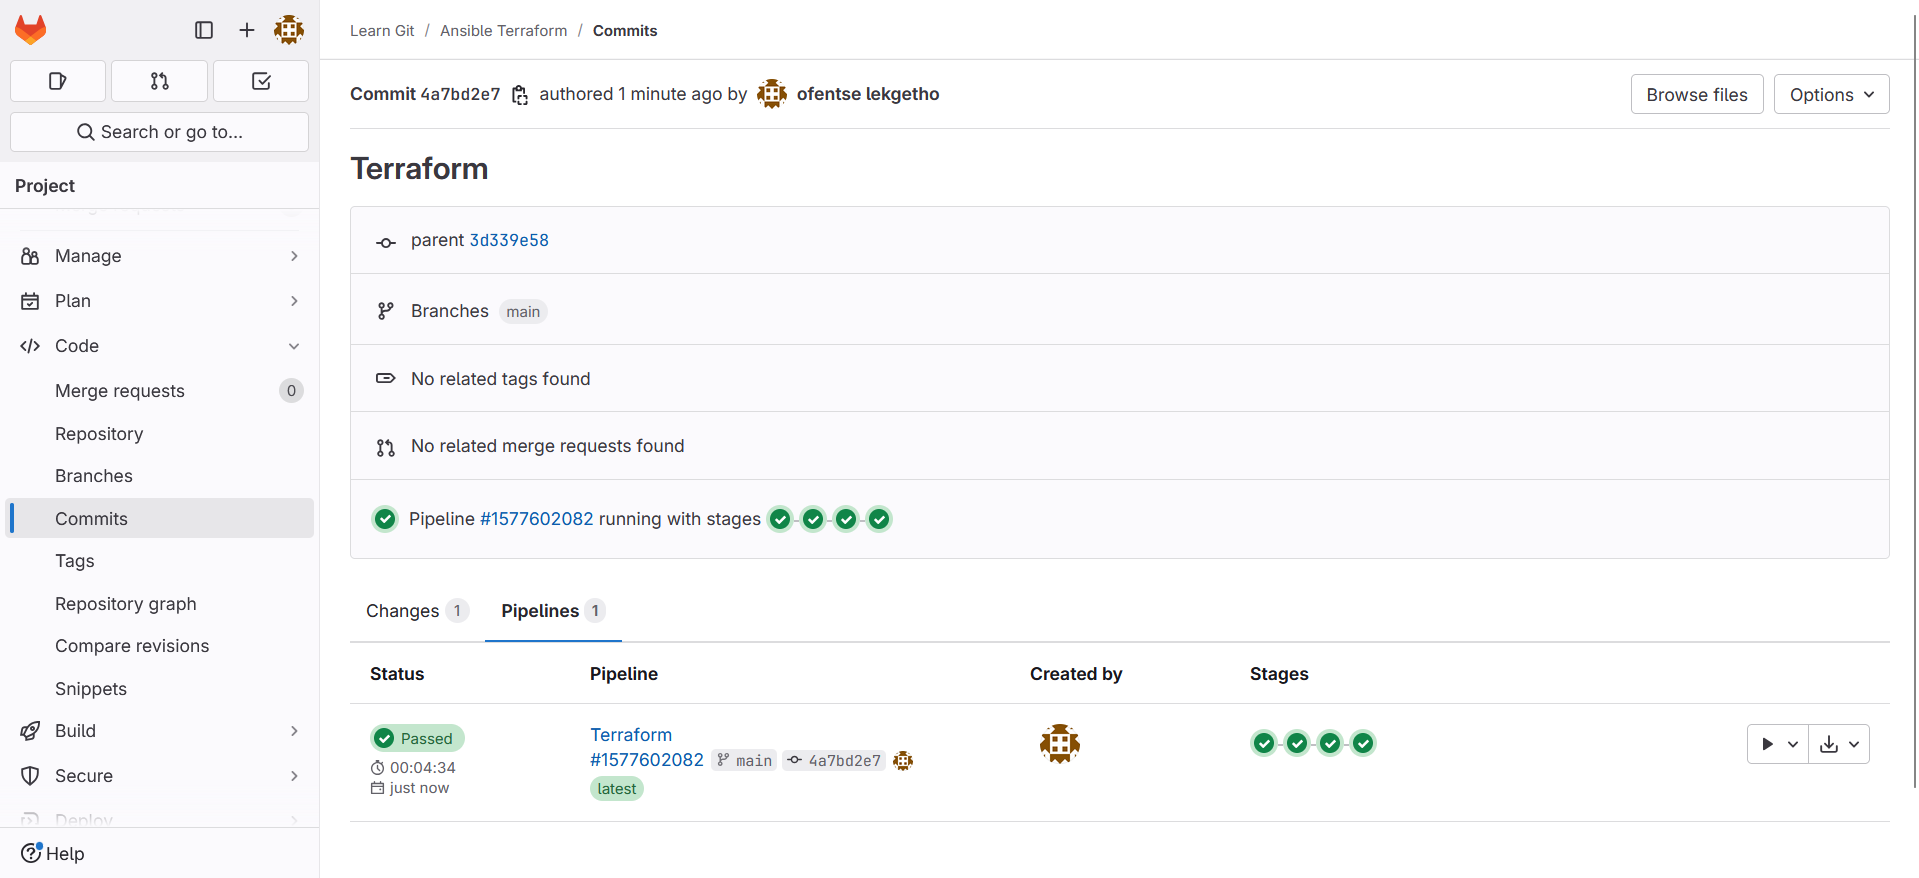 Learn Git / Ansible Terraform / Commits
Search or go to...
Project
Manage
Plan
Code
Merge requests 0
Repository
Branches
Commits
Tags
Repository graph
Compare revisions
Snippets
Build
Secure
Deploy
Help
Commit 4a7bd2e7 authored 1 minute ago by ofentse lekgetho
Browse files
Options
Terraform
parent 3d339e58
Branches main
No related tags found
No related merge requests found
Pipeline #1577602082 running with stages
Changes 1
Pipelines 1
Status Pipeline Created by Stages
Passed
00:04:34
just now
Terraform
#1577602082 main 4a7bd2e7
latest